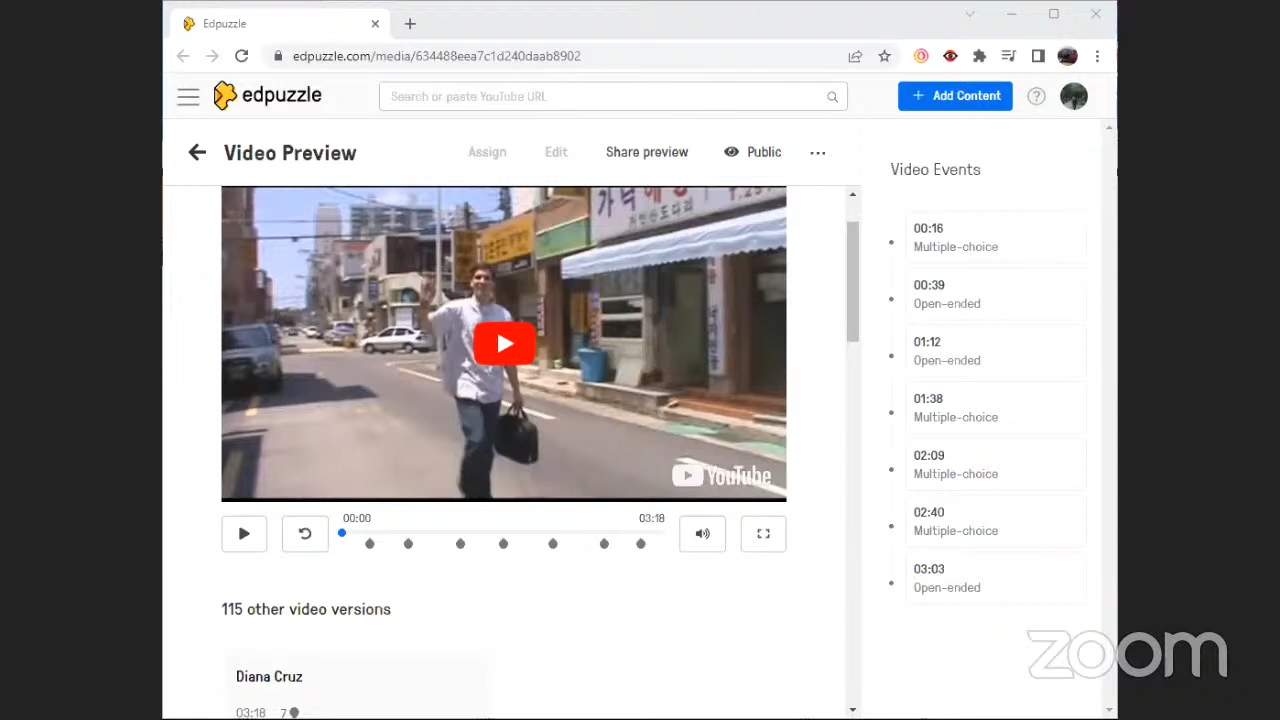 Edpuzzle
edpuzzle.com/media/634488eea7c1d240daab8902
edpuzzle
Search or paste YouTube URL
+ Add Content
?
Video Preview
Assign
Edit
Share preview
Public
Video Events
00:16
Multiple-choice
00:39
Open-ended
01:12
Open-ended
01:38
Multiple-choice
02:09
Multiple-choice
02:40
Multiple-choice
03:03
Open-ended
YouTube
00:00
03:18
115 other video versions
Diana Cruz
03:18 7
zoom